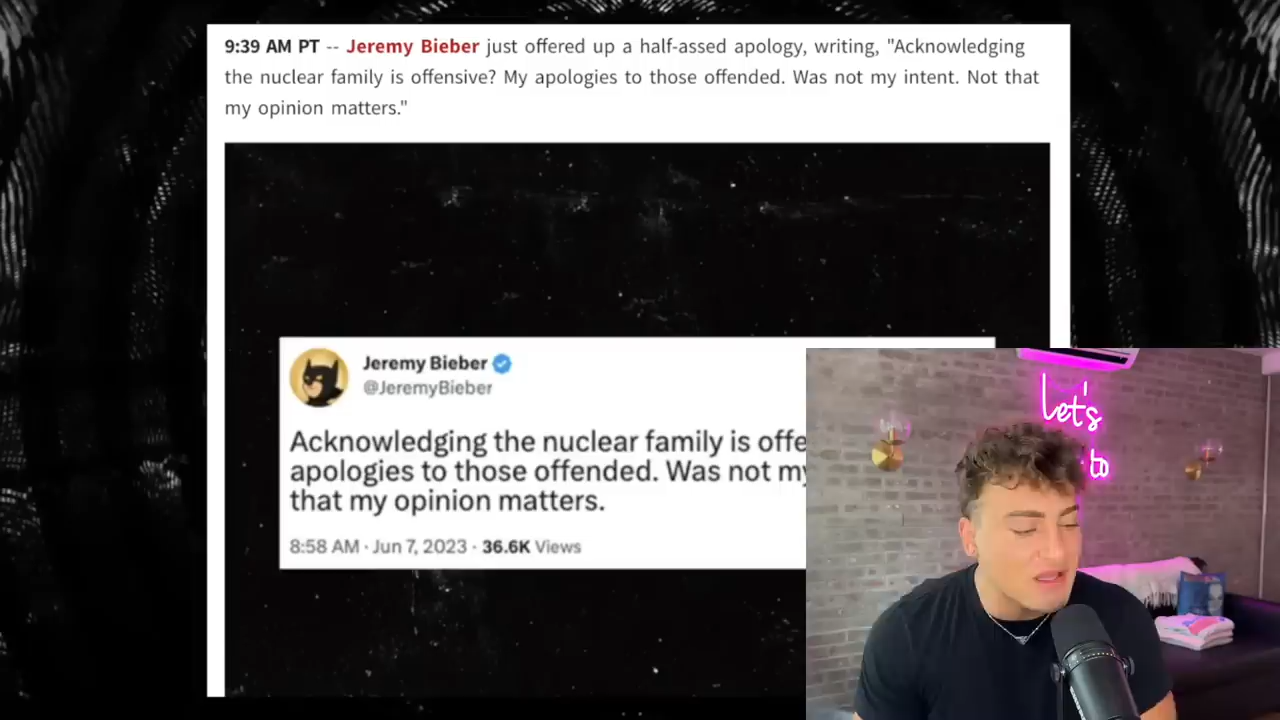 9:39 AM PT -- Jeremy Bieber just offered up a half-assed apology, writing, "Acknowledging
the nuclear family is offensive? My apologies to those offended. Was not my intent. Not that
my opinion matters."
Jeremy Bieber
@JeremyBieber
Acknowledging the nuclear family is offe
apologies to those offended. Was not my
that my opinion matters.
8:58 AM · Jun 7, 2023 · 36.6K Views
let's
to